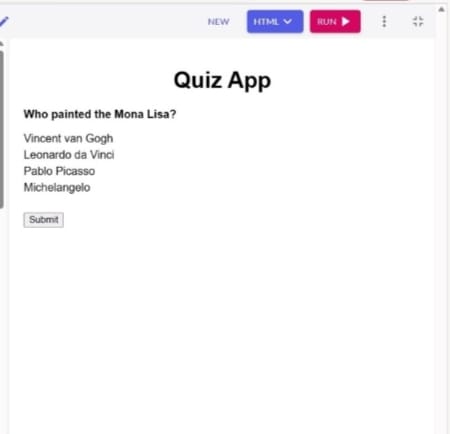 NEW HTML RUN
Quiz App
Who painted the Mona Lisa?
Vincent van Gogh
Leonardo da Vinci
Pablo Picasso
Michelangelo
Submit